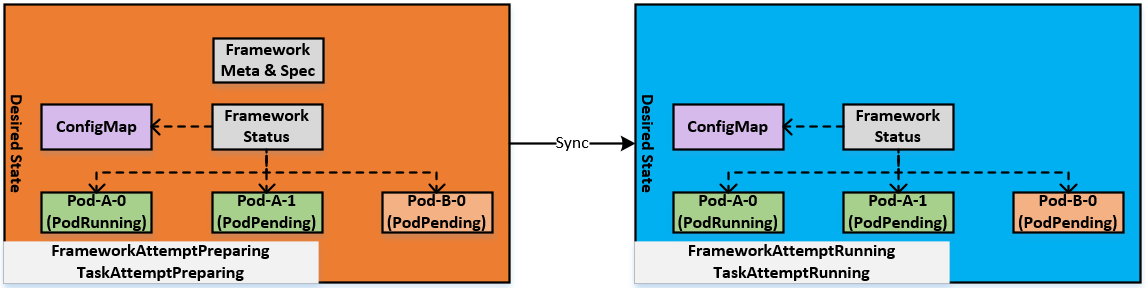 Framework
Meta & Spec
Desired State
ConfigMap
Framework
Status
Pod-A-0
(PodRunning)
Pod-A-1
(PodPending)
Pod-B-0
(PodPending)
FrameworkAttemptPreparing
TaskAttemptPreparing
Sync
Desired State
ConfigMap
Framework
Status
Pod-A-0
(PodRunning)
Pod-A-1
(PodPending)
Pod-B-0
(PodPending)
FrameworkAttemptRunning
TaskAttemptRunning